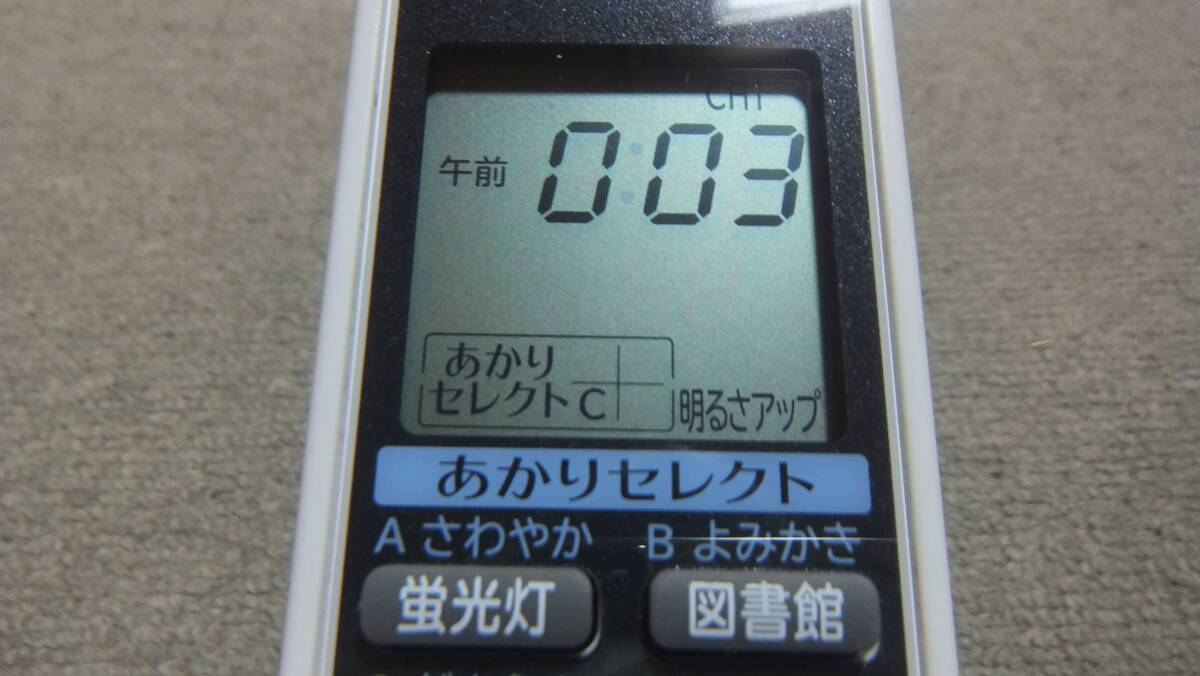 CH1
午前 0:03
あかり
セレクト C 明るさアップ
あかりセレクト
A さわやか B よみかき
蛍光灯 図書館